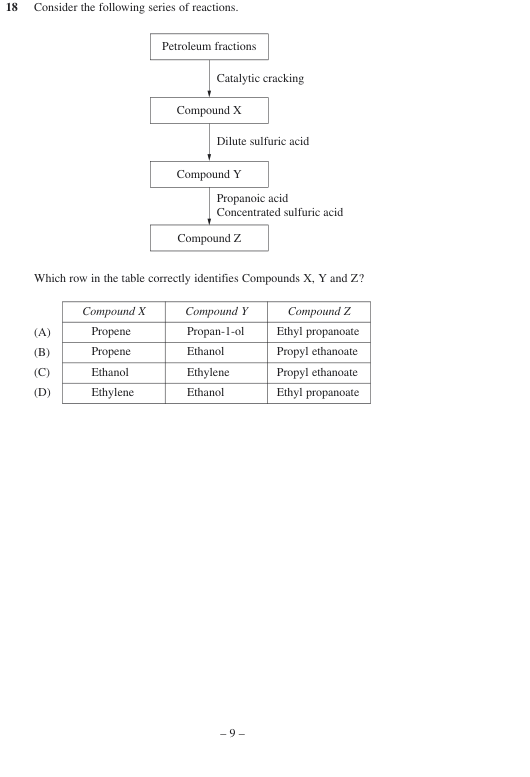 18 Consider the following series of reactions.
Petroleum fractions
Catalytic cracking
Compound X
Dilute sulfuric acid
Compound Y
Propanoic acid
Concentrated sulfuric acid
Compound Z
Which row in the table correctly identifies Compounds X, Y and Z?
Compound X Compound Y Compound Z
(A) Propene Propan-1-ol Ethyl propanoate
(B) Propene Ethanol Propyl ethanoate
(C) Ethanol Ethylene Propyl ethanoate
(D) Ethylene Ethanol Ethyl propanoate
– 9 –